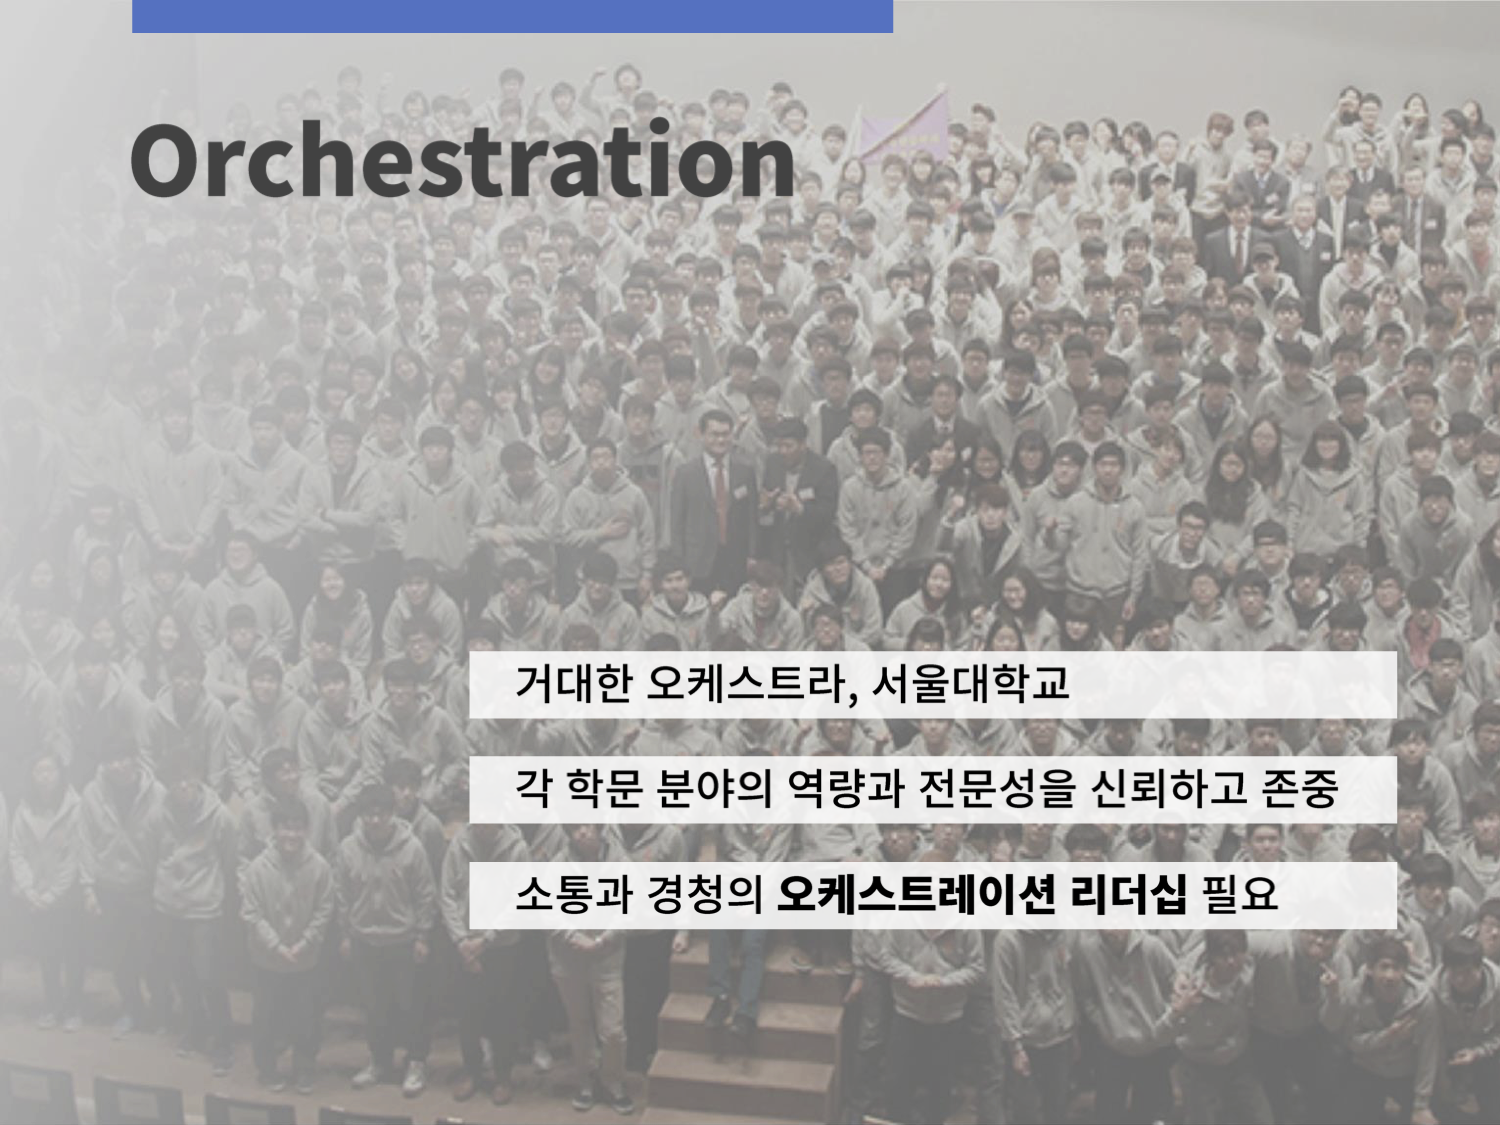 Orchestration
거대한 오케스트라, 서울대학교
각 학문 분야의 역량과 전문성을 신뢰하고 존중
소통과 경청의 오케스트레이션 리더십 필요